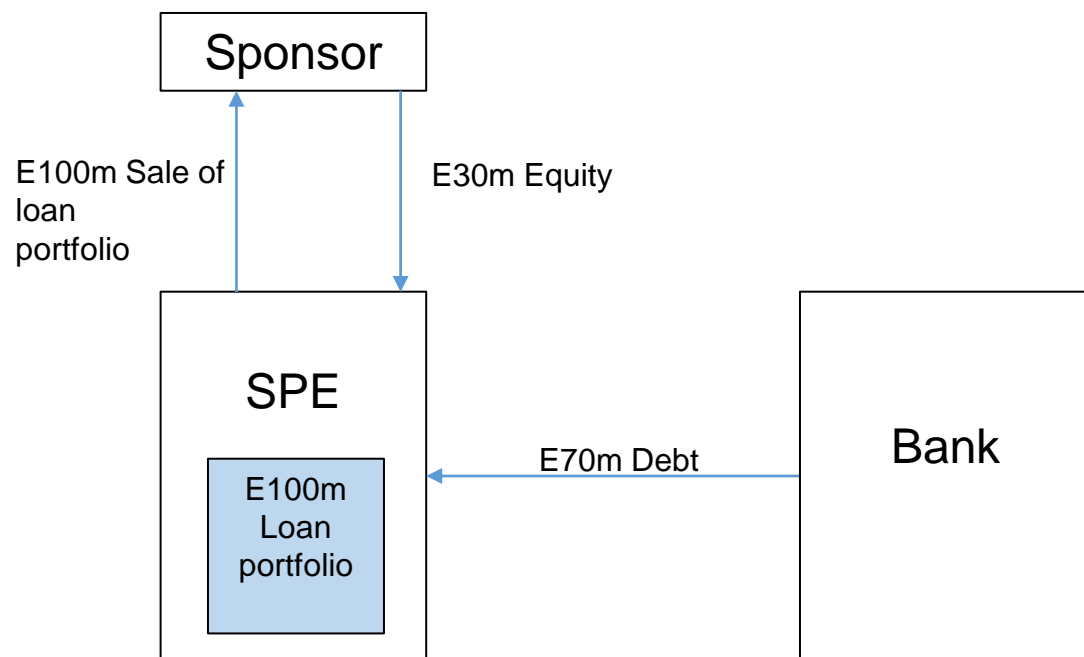 Sponsor
E100m Sale of
loan
portfolio
E30m Equity
SPE
E100m
Loan
portfolio
E70m Debt
Bank